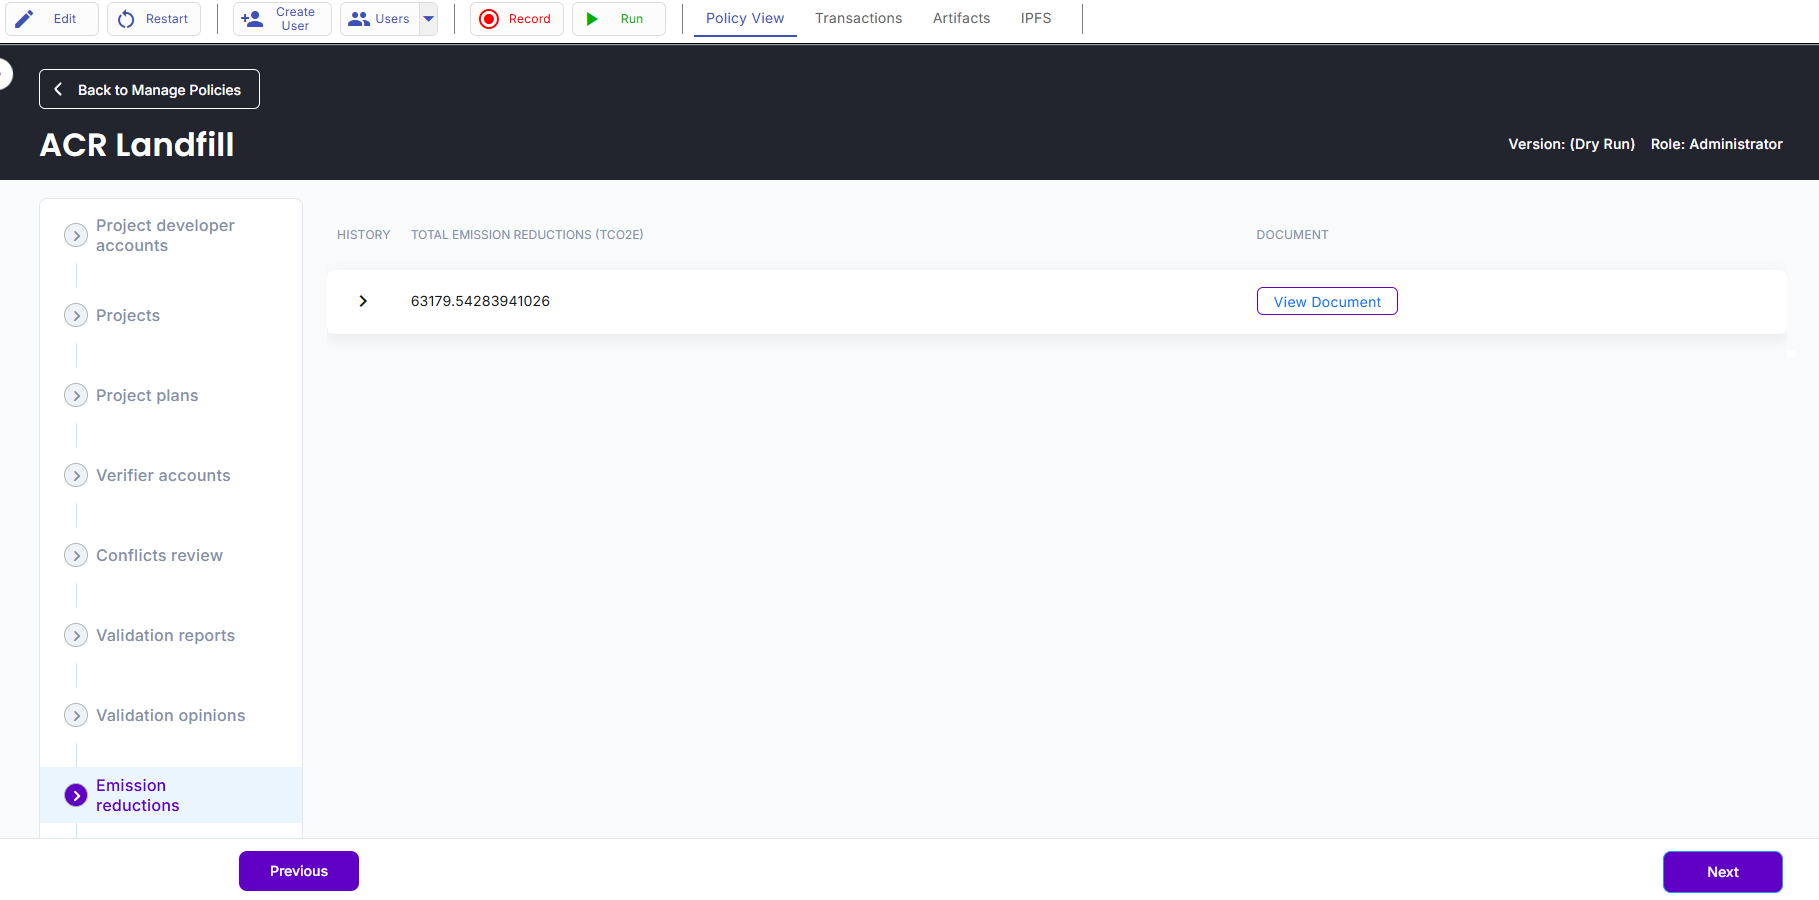 Edit
Restart
Create
User
Users
Record
Run
Policy View
Transactions
Artifacts
IPFS
Back to Manage Policies
ACR Landfill
Version: (Dry Run) Role: Administrator
Project developer
accounts
Projects
Project plans
Verifier accounts
Conflicts review
Validation reports
Validation opinions
Emission
reductions
HISTORY TOTAL EMISSION REDUCTIONS (TCO2E) DOCUMENT
63179.54283941026 View Document
Previous
Next